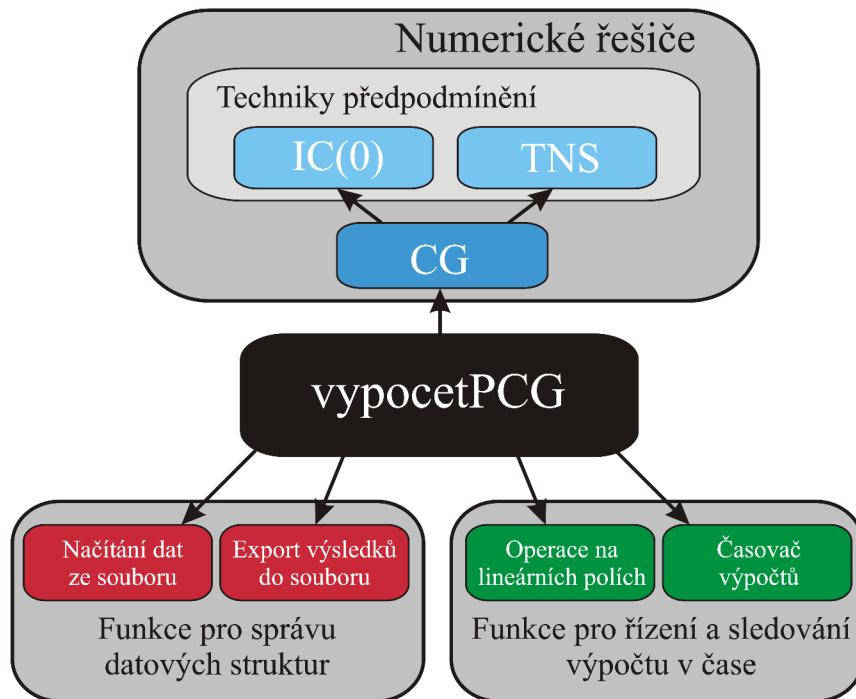 Numerické řešiče
Techniky předpodmínění
IC(0)
TNS
CG
vypocetPCG
Načítání dat
ze souboru
Export výsledků
do souboru
Funkce pro správu
datových struktur
Operace na
lineárních polích
Časovač
výpočtů
Funkce pro řízení a sledování
výpočtu v čase